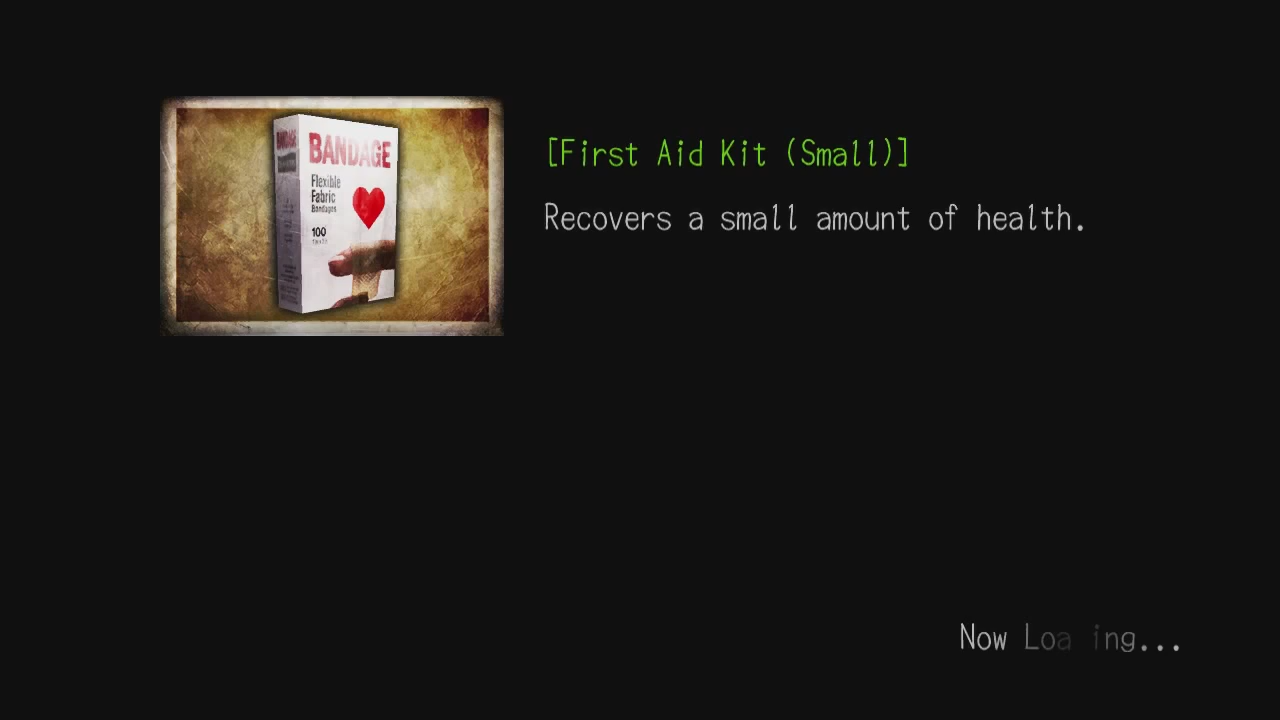 BANDAGE
Flexible
Fabric
Bandages
100
[First Aid Kit (Small)]
Recovers a small amount of health.
Now Loa ing...